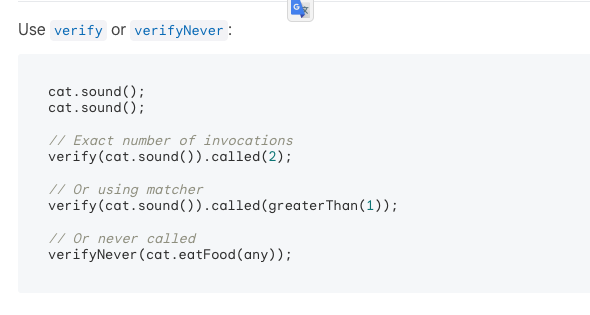 Use verify or verifyNever:
cat.sound();
cat.sound();
// Exact number of invocations
verify(cat.sound()).called(2);
// Or using matcher
verify(cat.sound()).called(greaterThan(1));
// Or never called
verifyNever(cat.eatFood(any));